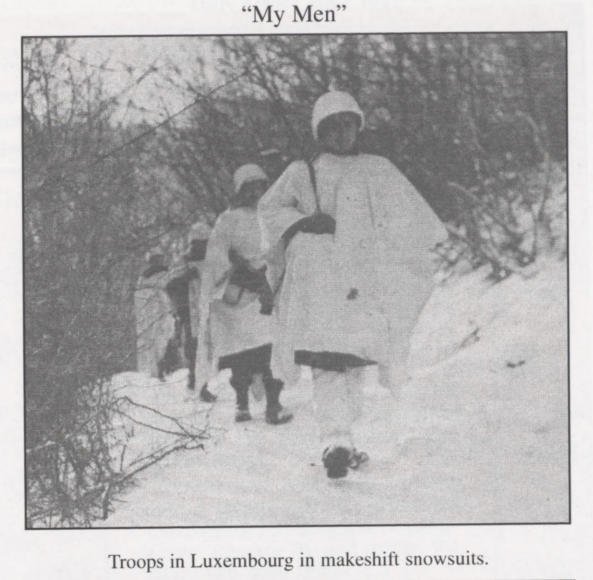 “My Men”
Troops in Luxembourg in makeshift snowsuits.